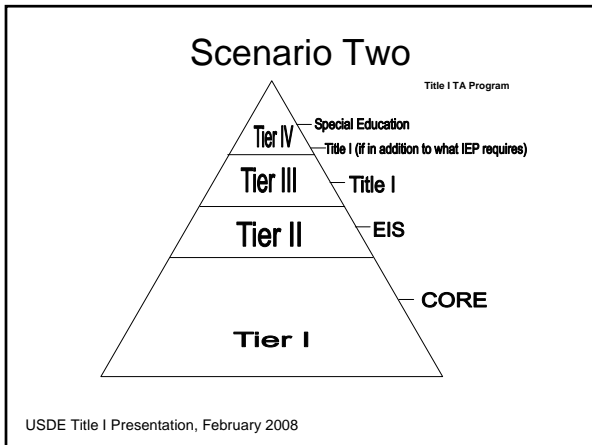 Scenario Two
Title I TA Program
Tier IV
Special Education
Title I (if in addition to what IEP requires)
Tier III
Title I
Tier II
EIS
CORE
Tier I
USDE Title I Presentation, February 2008